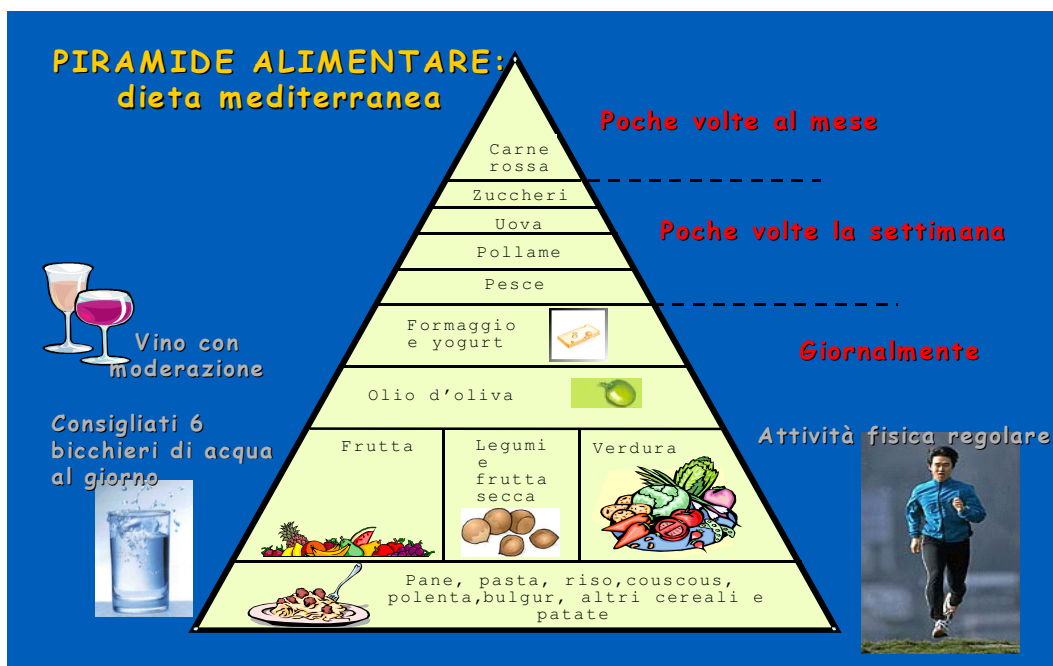 PIRAMIDE ALIMENTARE:
dieta mediterranea
Poche volte al mese
Carne
rossa
Zuccheri
Uova
Poche volte la settimana
Pollame
Pesce
Formaggio
e yogurt
Giornalmente
Vino con
moderazione
Olio d’oliva
Consigliati 6
bicchieri di acqua
al giorno
Attività fisica regolare
Frutta
Legumi
e
frutta
secca
Verdura
Pane, pasta, riso,couscous,
polenta,bulgur, altri cereali e
patate